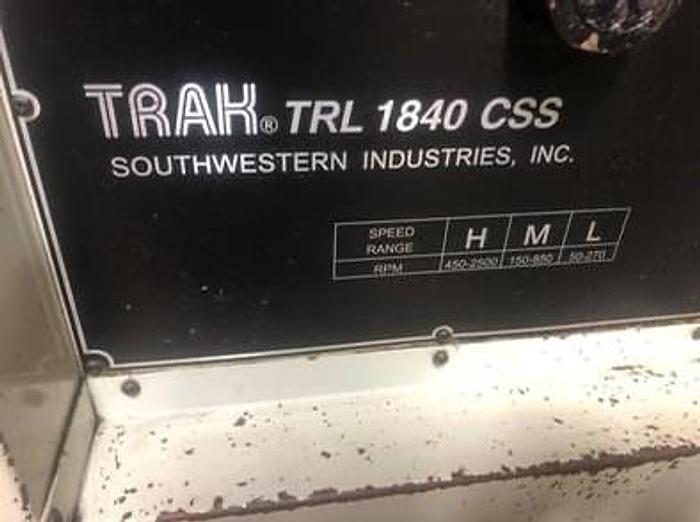 TRAK® TRL 1840 CSS
SOUTHWESTERN INDUSTRIES, INC.
SPEED RANGE H M L
RPM 450-2500 150-850 50-270